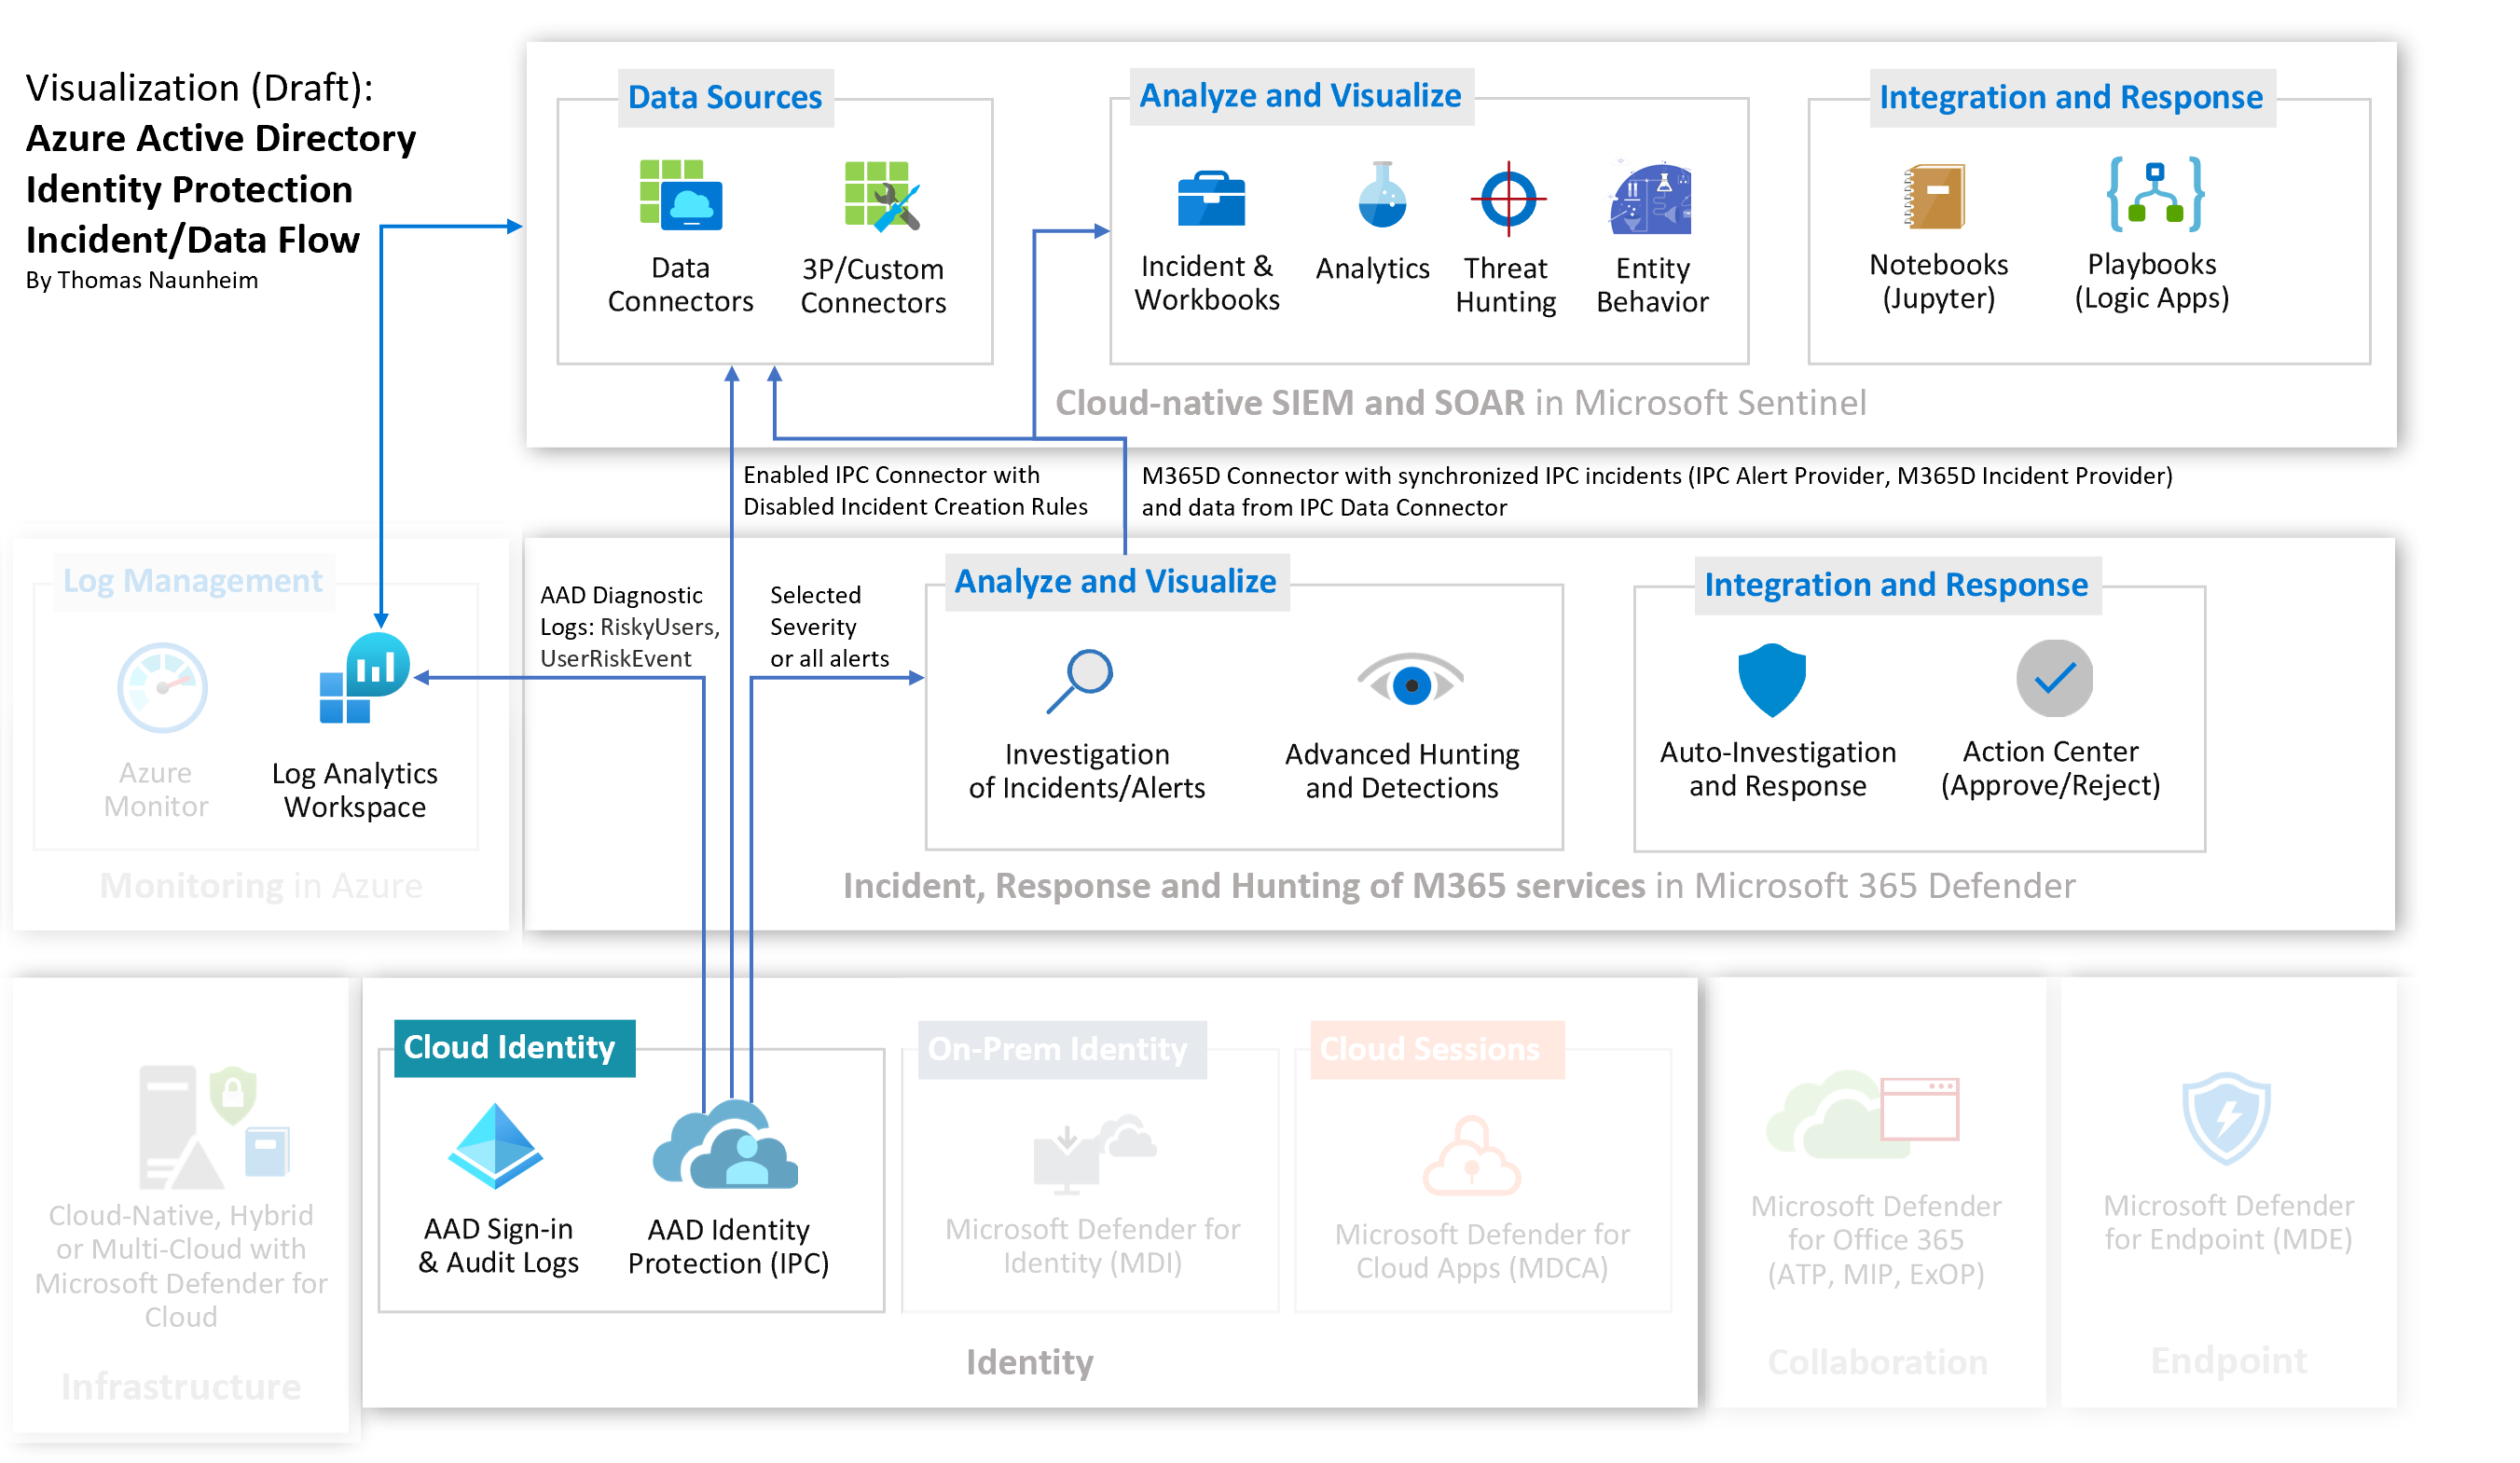 Visualization (Draft):
Azure Active Directory
Identity Protection
Incident/Data Flow
By Thomas Naunheim
Data Sources
Data
Connectors
3P/Custom
Connectors
Analyze and Visualize
Incident &
Workbooks
Analytics
Threat
Hunting
Entity
Behavior
Integration and Response
Notebooks
(Jupyter)
Playbooks
(Logic Apps)
Cloud-native SIEM and SOAR in Microsoft Sentinel
Enabled IPC Connector with
Disabled Incident Creation Rules
M365D Connector with synchronized IPC incidents (IPC Alert Provider, M365D Incident Provider)
and data from IPC Data Connector
Log Management
Azure
Monitor
Log Analytics
Workspace
Monitoring in Azure
AAD Diagnostic
Logs: RiskyUsers,
UserRiskEvent
Selected
Severity
or all alerts
Analyze and Visualize
Investigation
of Incidents/Alerts
Advanced Hunting
and Detections
Integration and Response
Auto-Investigation
and Response
Action Center
(Approve/Reject)
Incident, Response and Hunting of M365 services in Microsoft 365 Defender
Cloud-Native, Hybrid
or Multi-Cloud with
Microsoft Defender for
Cloud
Infrastructure
Cloud Identity
AAD Sign-in
& Audit Logs
AAD Identity
Protection (IPC)
On-Prem Identity
Microsoft Defender for
Identity (MDI)
Cloud Sessions
Microsoft Defender for
Cloud Apps (MDCA)
Identity
Microsoft Defender
for Office 365
(ATP, MIP, ExOP)
Collaboration
Microsoft Defender
for Endpoint (MDE)
Endpoint